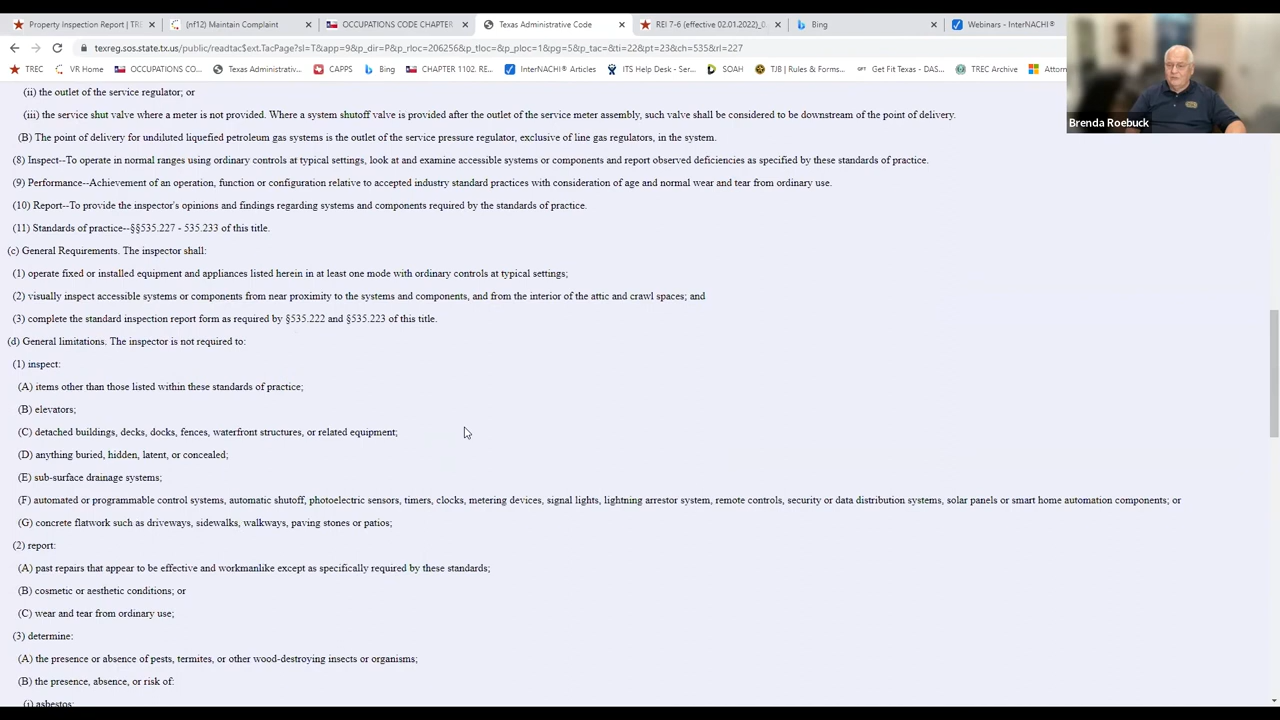 Property Inspection Report | TRE
(nf12) Maintain Complaint
OCCUPATIONS CODE CHAPTER
Texas Administrative Code
REI 7-6 (effective 02.01.2022)_0.
Bing
Webinars - InterNACHI®
texreg.sos.state.tx.us/public/readtac$ext.TacPage?sl=T&app=9&p_dir=P&p_rloc=206256&p_tloc=&p_ploc=1&pg=5&p_tac=&ti=22&pt=23&ch=535&rl=227
TREC
VR Home
OCCUPATIONS CO...
Texas Administrativ...
CAPPS
Bing
CHAPTER 1102. RE...
InterNACHI® Articles
ITS Help Desk - Ser...
SOAH
TJB | Rules & Forms...
Get Fit Texas - DAS...
TREC Archive
Attorn
Brenda Roebuck
(ii) the outlet of the service regulator; or
(iii) the service shut valve where a meter is not provided. Where a system shutoff valve is provided after the outlet of the service meter assembly, such valve shall be considered to be downstream of the point of delivery.
(B) The point of delivery for undiluted liquefied petroleum gas systems is the outlet of the service pressure regulator, exclusive of line gas regulators, in the system.
(8) Inspect--To operate in normal ranges using ordinary controls at typical settings, look at and examine accessible systems or components and report observed deficiencies as specified by these standards of practice.
(9) Performance--Achievement of an operation, function or configuration relative to accepted industry standard practices with consideration of age and normal wear and tear from ordinary use.
(10) Report--To provide the inspector's opinions and findings regarding systems and components required by the standards of practice.
(11) Standards of practice--§§535.227 - 535.233 of this title.
(c) General Requirements. The inspector shall:
(1) operate fixed or installed equipment and appliances listed herein in at least one mode with ordinary controls at typical settings;
(2) visually inspect accessible systems or components from near proximity to the systems and components, and from the interior of the attic and crawl spaces; and
(3) complete the standard inspection report form as required by §535.222 and §535.223 of this title.
(d) General limitations. The inspector is not required to:
(1) inspect:
(A) items other than those listed within these standards of practice;
(B) elevators;
(C) detached buildings, decks, docks, fences, waterfront structures, or related equipment;
(D) anything buried, hidden, latent, or concealed;
(E) sub-surface drainage systems;
(F) automated or programmable control systems, automatic shutoff, photoelectric sensors, timers, clocks, metering devices, signal lights, lightning arrestor system, remote controls, security or data distribution systems, solar panels or smart home automation components; or
(G) concrete flatwork such as driveways, sidewalks, walkways, paving stones or patios;
(2) report:
(A) past repairs that appear to be effective and workmanlike except as specifically required by these standards;
(B) cosmetic or aesthetic conditions; or
(C) wear and tear from ordinary use;
(3) determine:
(A) the presence or absence of pests, termites, or other wood-destroying insects or organisms;
(B) the presence, absence, or risk of:
(i) asbestos;